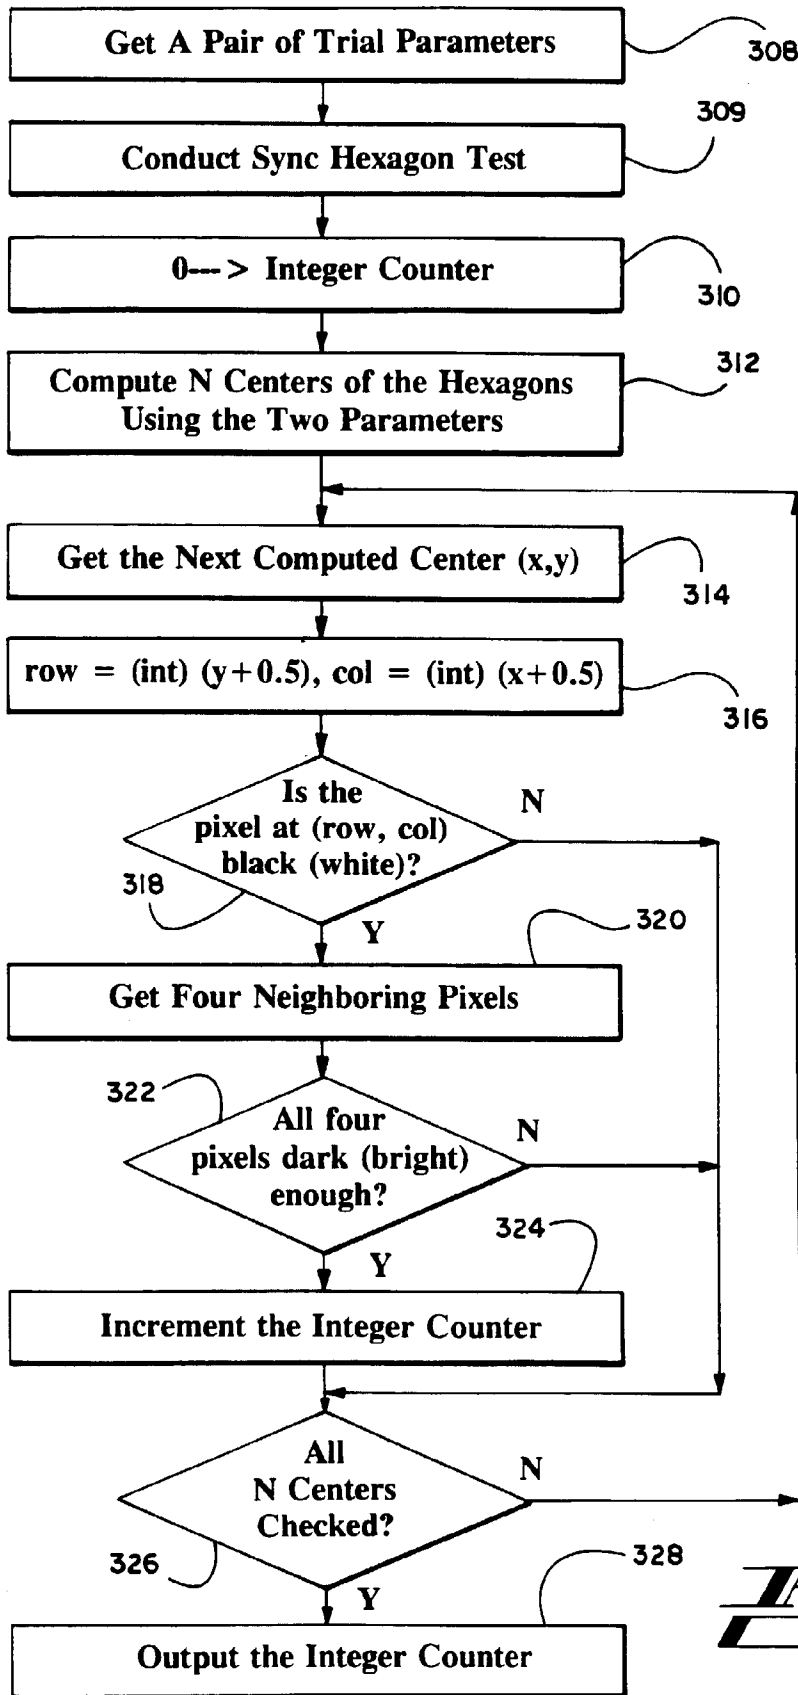 Get A Pair of Trial Parameters
308
309
Conduct Sync Hexagon Test
0---> Integer Counter
310
312
Compute N Centers of the Hexagons
Using the Two Parameters
Get the Next Computed Center (x,y)
314
row = (int) (y+0.5), col = (int) (x+0.5)
316
Is the
pixel at (row, col)
black (white)?
N
318
Y
320
Get Four Neighboring Pixels
322
All four
pixels dark (bright)
enough?
N
324
Y
Increment the Integer Counter
All
N Centers
Checked?
N
326
328
Y
Output the Integer Counter